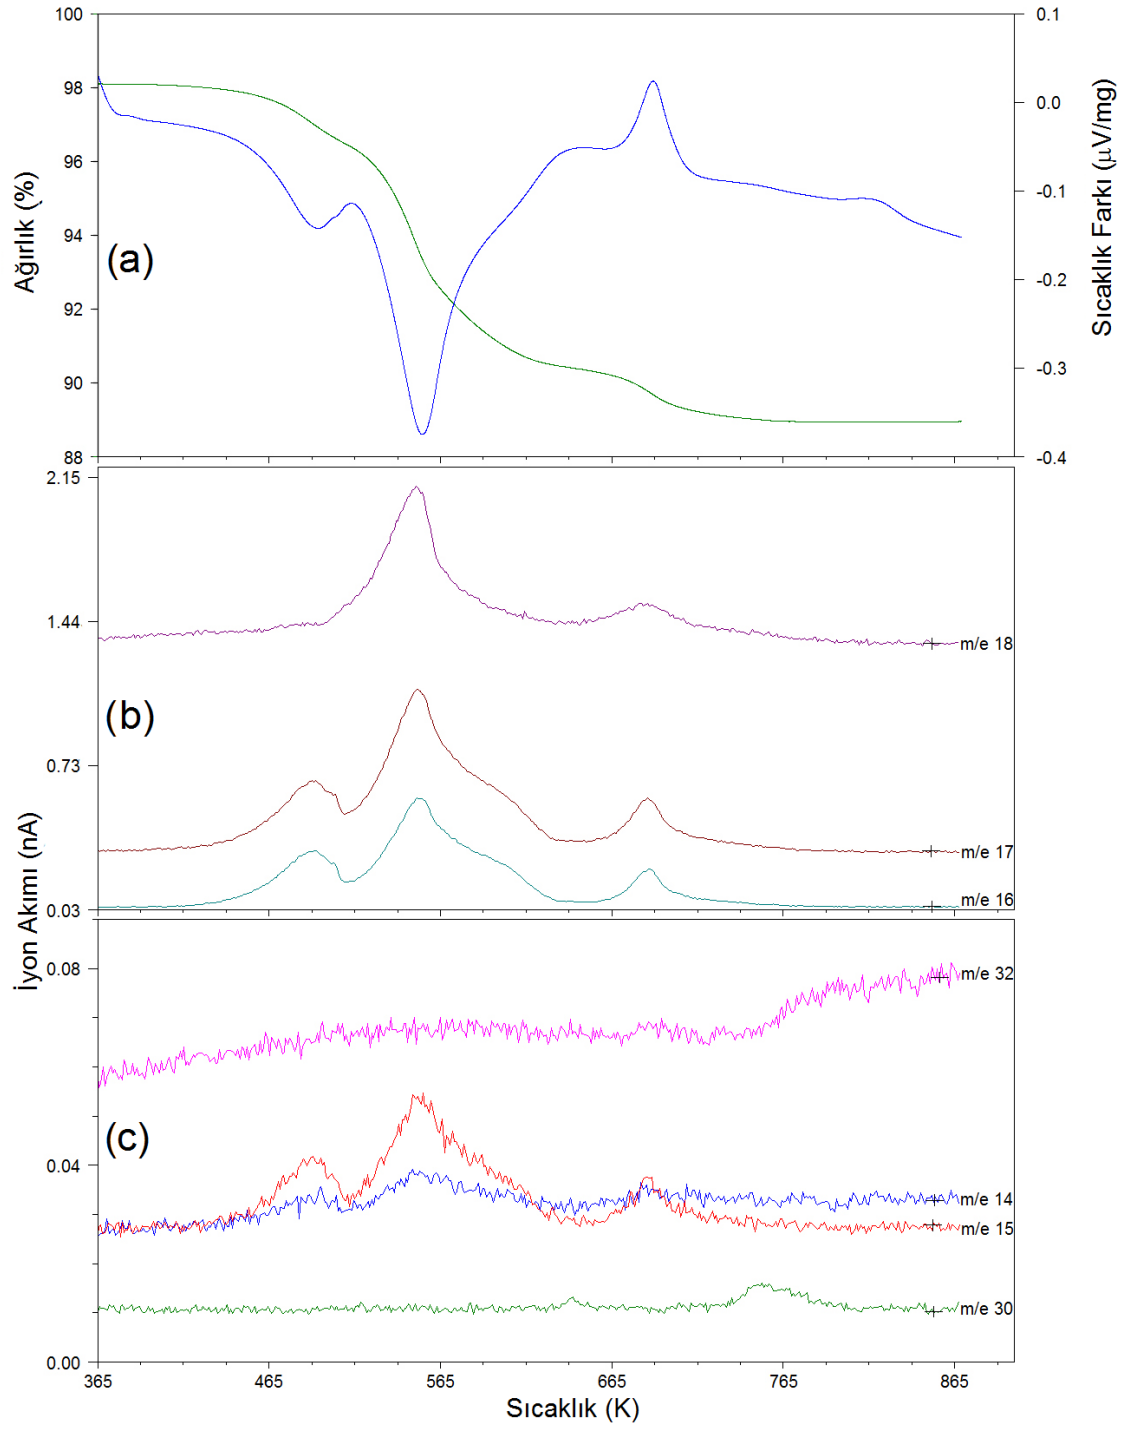 100
98
96
94
92
90
88
Ağırlık (%)
(a)
0.1
0.0
-0.1
-0.2
-0.3
-0.4
Sıcaklık Farkı (µV/mg)
2.15
1.44
0.73
0.03
(b)
m/e 18
m/e 17
m/e 16
İyon Akımı (nA)
0.08
0.04
0.00
(c)
m/e 32
m/e 14
m/e 15
m/e 30
365
465
565
665
765
865
Sıcaklık (K)